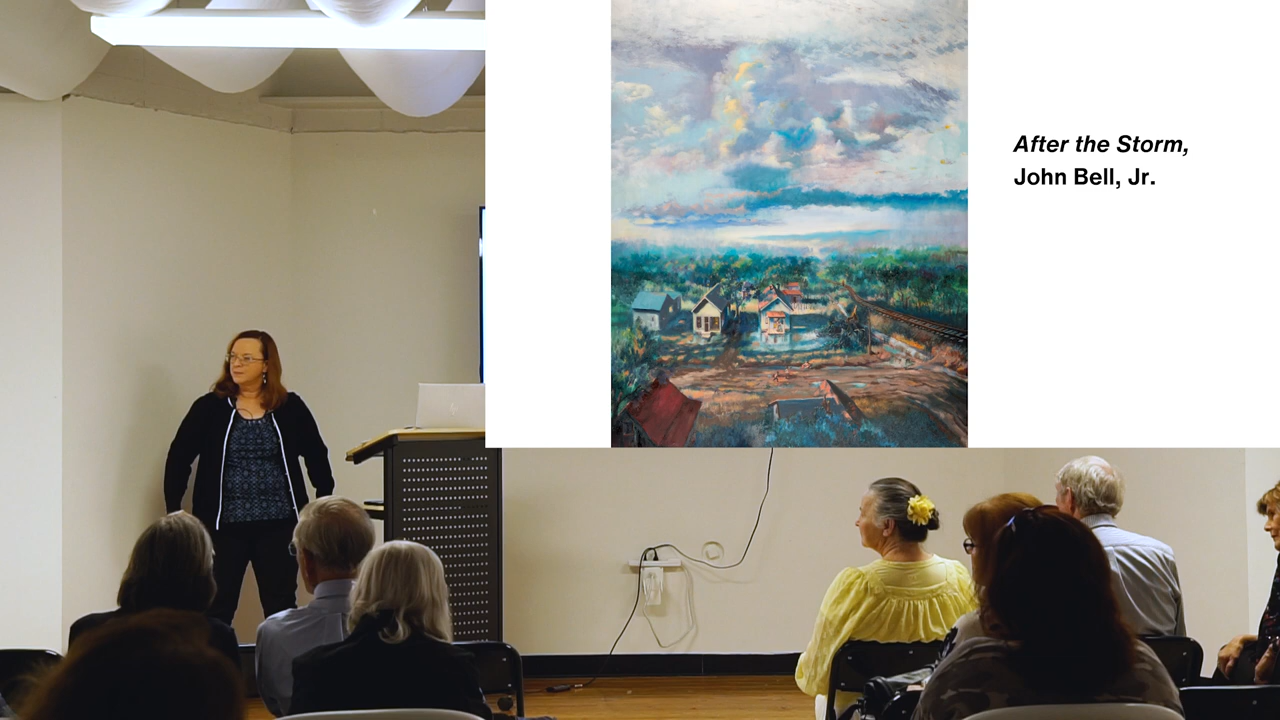 After the Storm,
John Bell, Jr.